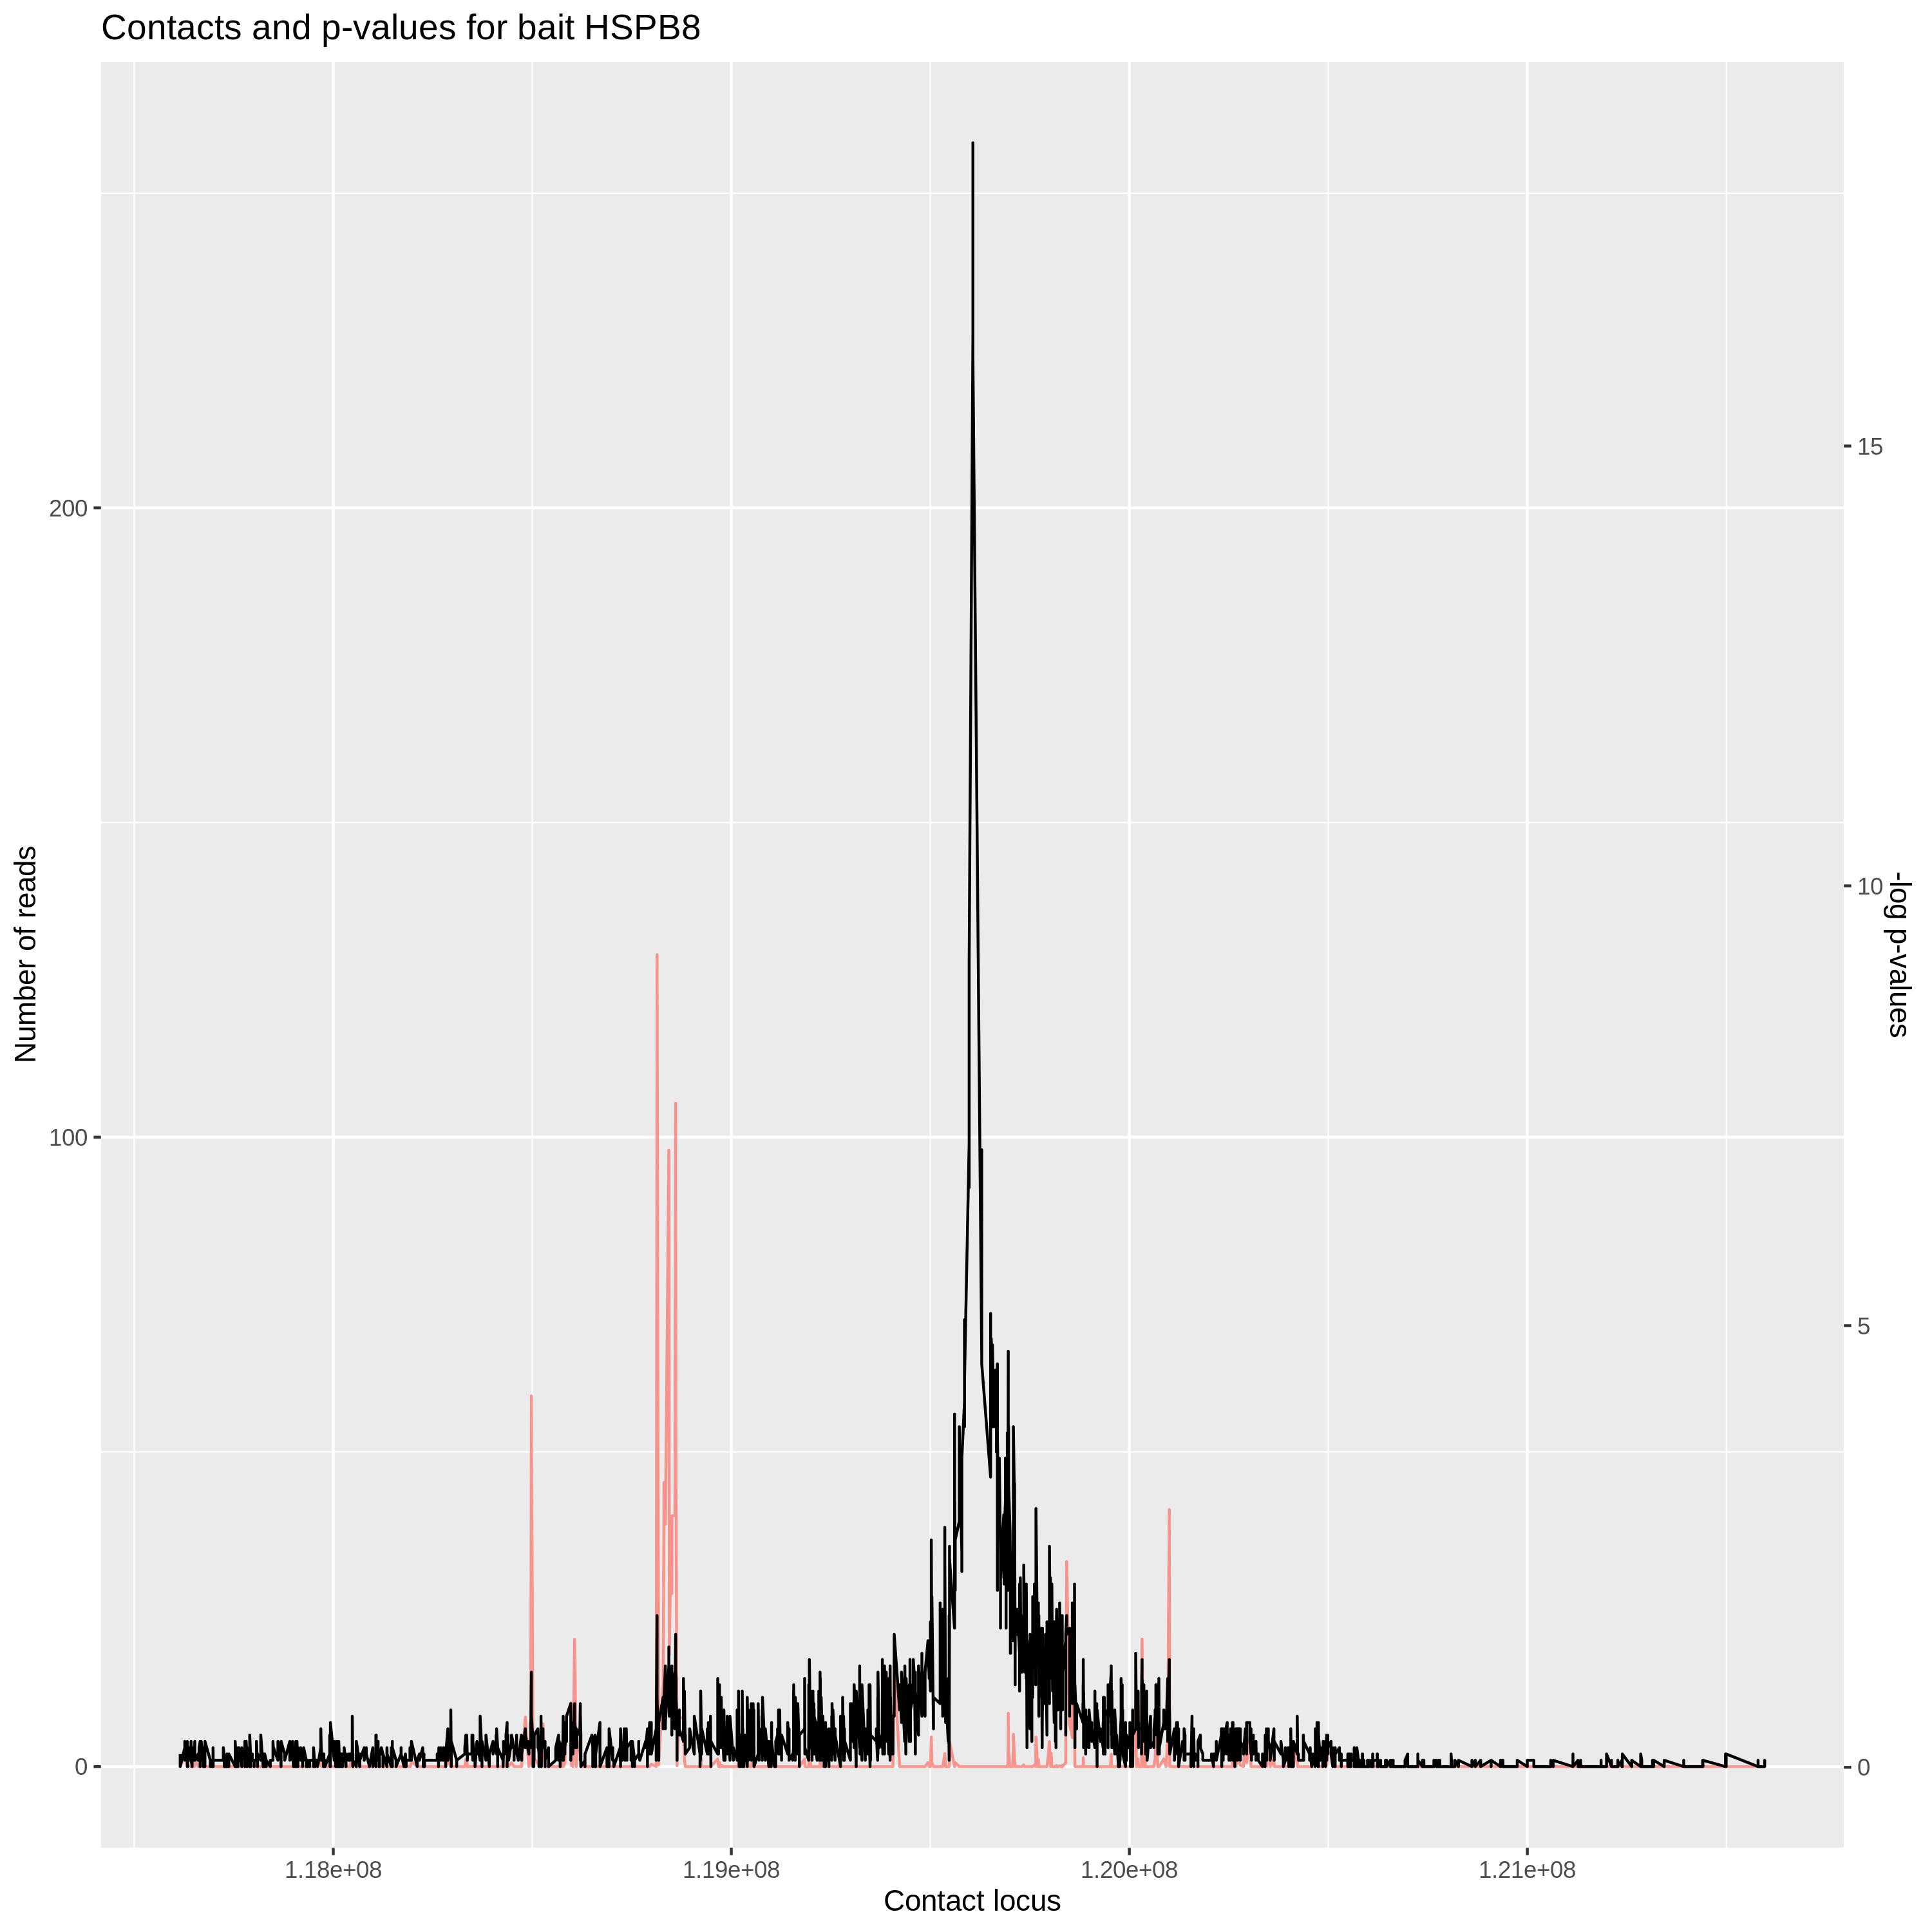 Contacts and p-values for bait HSPB8
Number of reads
200
100
0
15
10
5
0
-log p-values
1.18e+08
1.19e+08
1.20e+08
1.21e+08
Contact locus